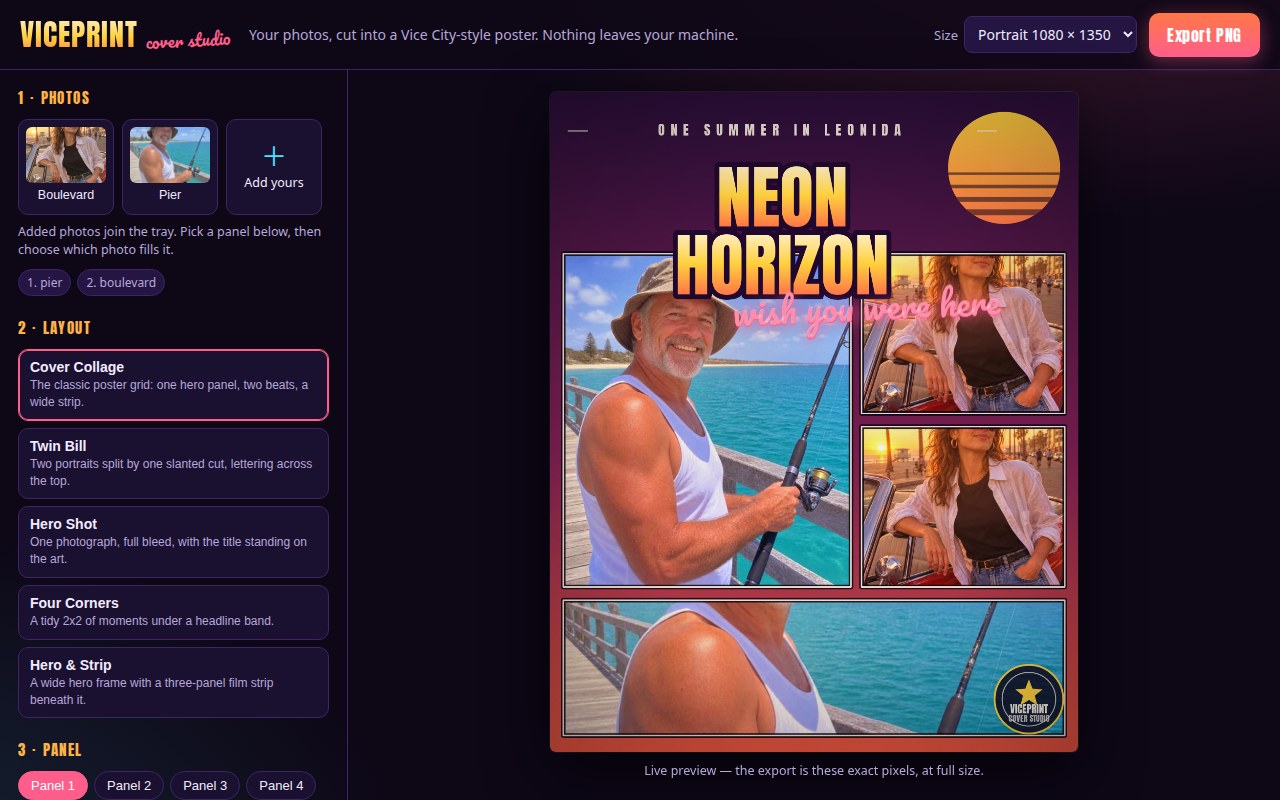 VICEPRINT cover studio Your photos, cut into a Vice City-style poster. Nothing leaves your machine. Size Portrait 1080 × 1350 Export PNG
1 · PHOTOS
Boulevard Pier Add yours
Added photos join the tray. Pick a panel below, then
choose which photo fills it.
1. pier 2. boulevard
2 · LAYOUT
Cover Collage
The classic poster grid: one hero panel, two beats, a
wide strip.
Twin Bill
Two portraits split by one slanted cut, lettering across
the top.
Hero Shot
One photograph, full bleed, with the title standing on
the art.
Four Corners
A tidy 2x2 of moments under a headline band.
Hero & Strip
A wide hero frame with a three-panel film strip
beneath it.
3 · PANEL
Panel 1 Panel 2 Panel 3 Panel 4
ONE SUMMER IN LEONIDA
NEON
HORIZON
wish you were here
VICEPRINT
COVER STUDIO
Live preview — the export is these exact pixels, at full size.